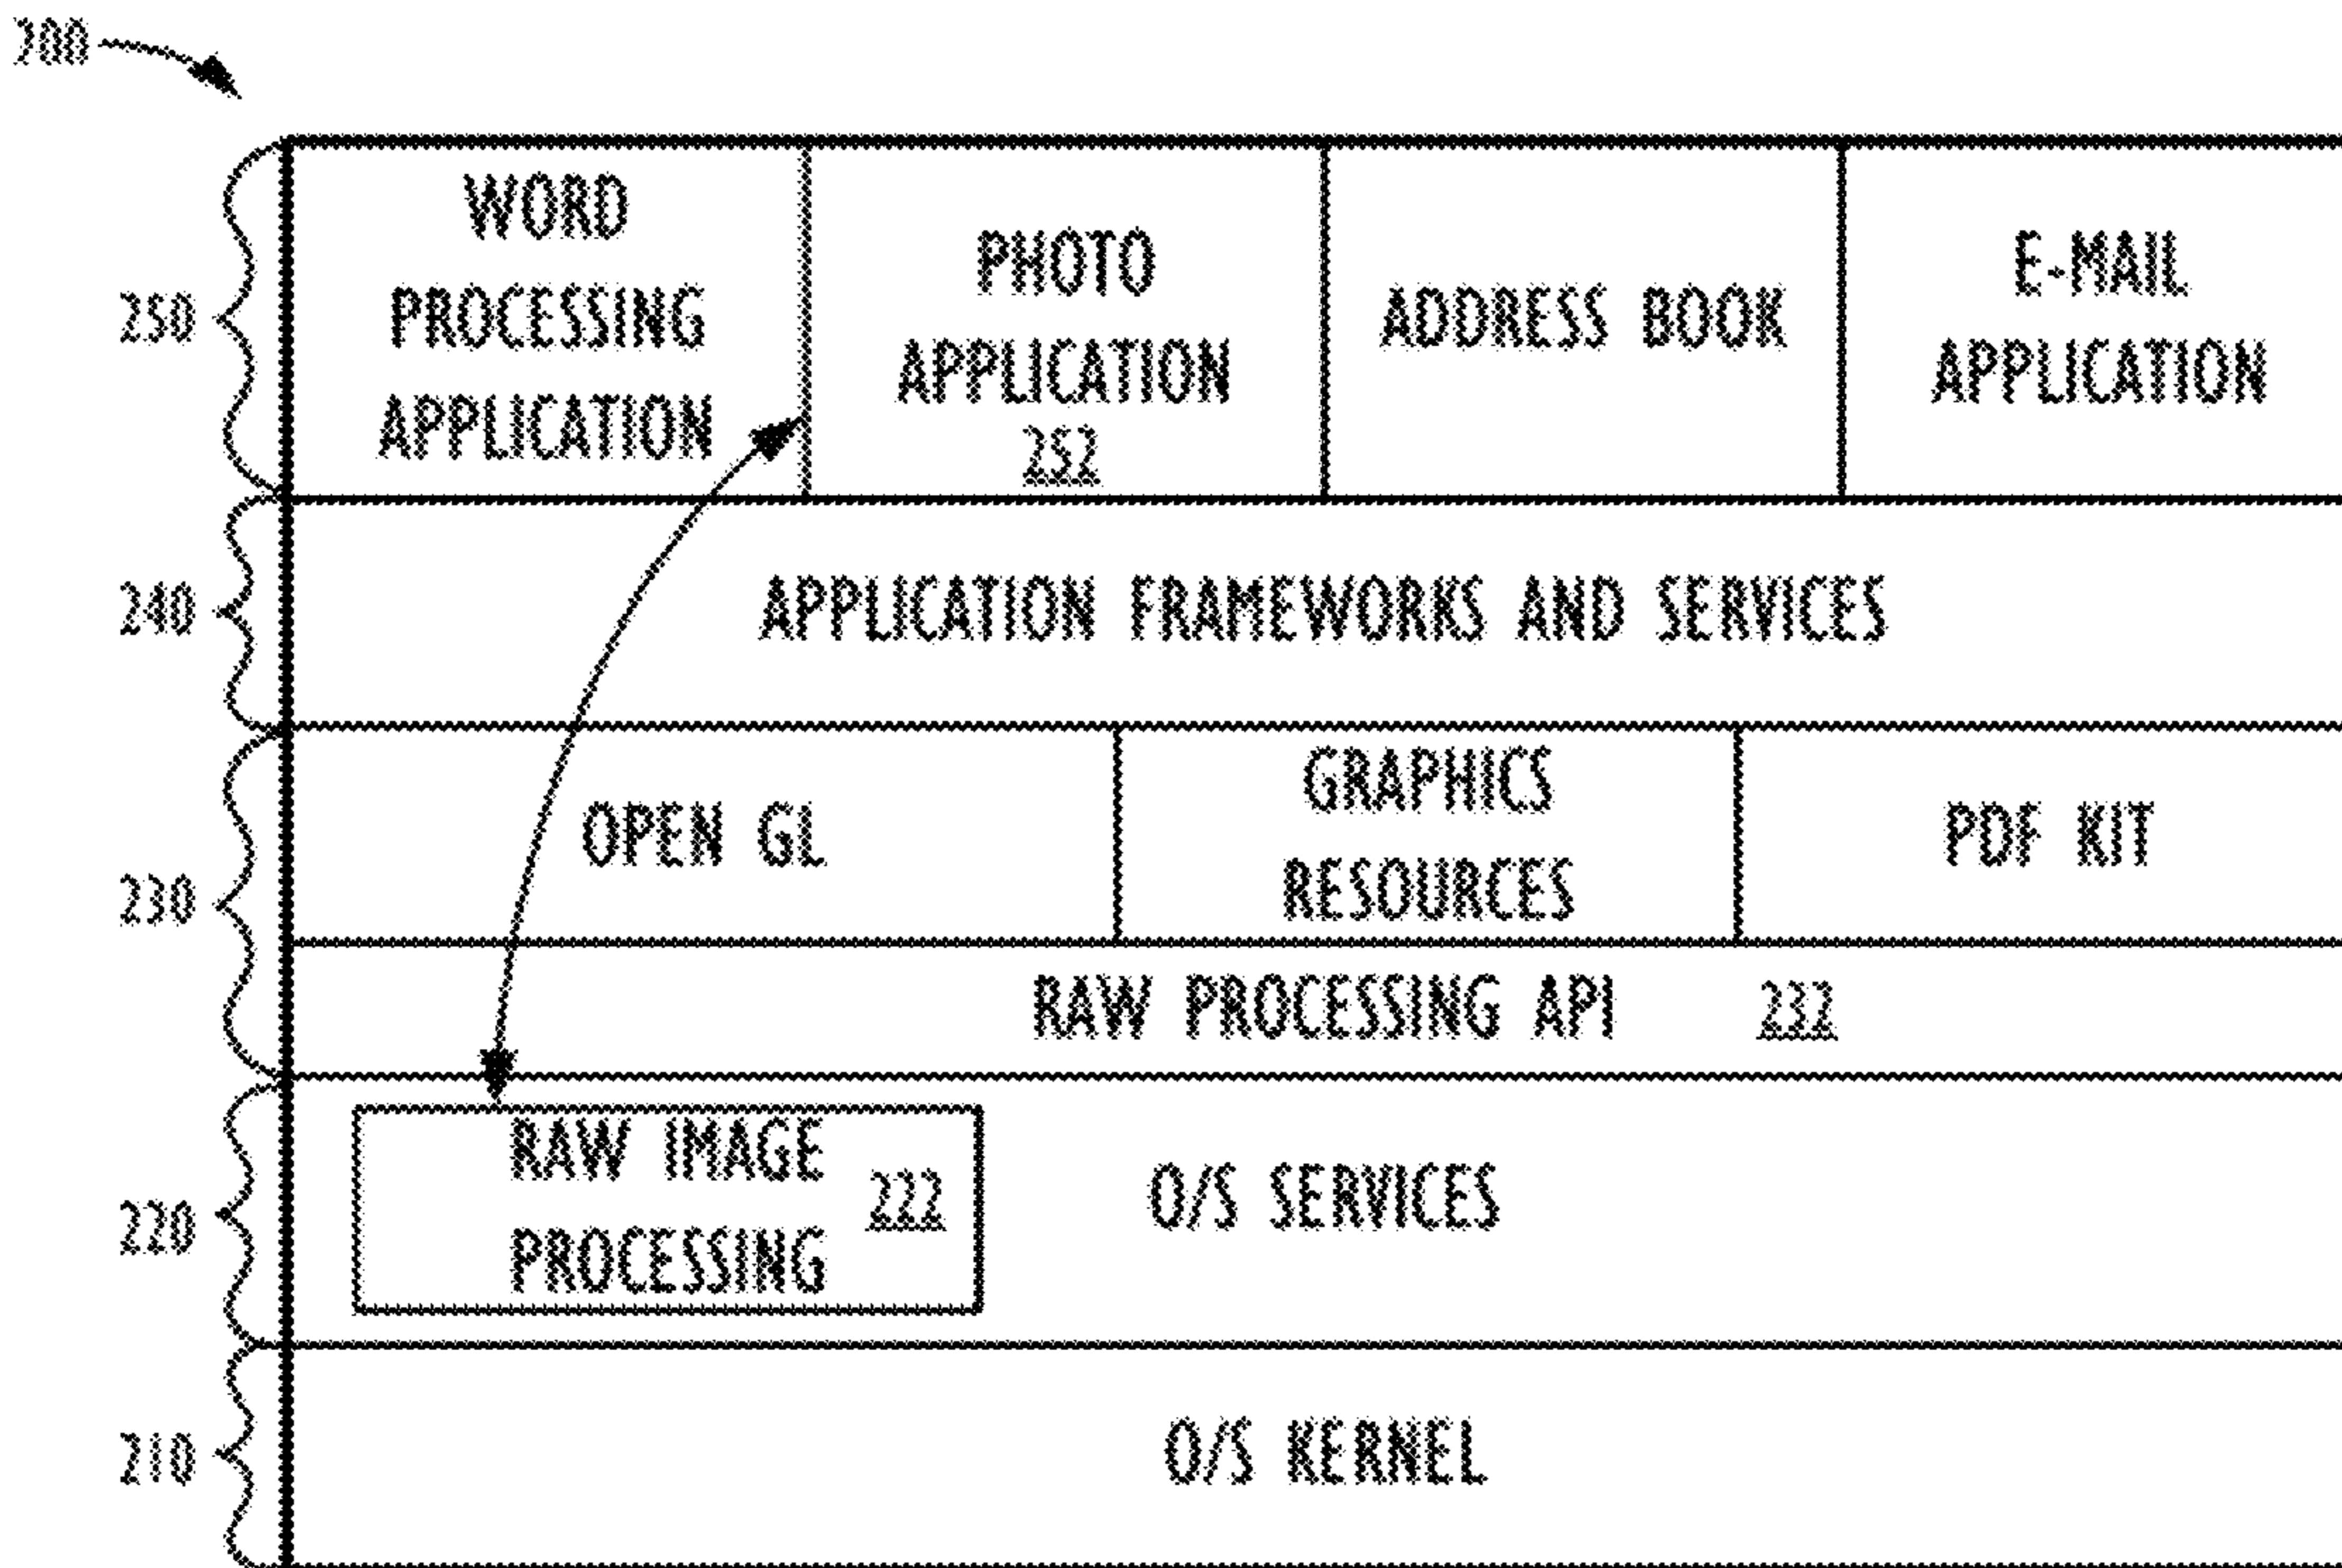 200
250
WORD
PROCESSING
APPLICATION
PHOTO
APPLICATION
252
ADDRESS BOOK
E-MAIL
APPLICATION
240
APPLICATION FRAMEWORKS AND SERVICES
230
OPEN GL
GRAPHICS
RESOURCES
PDF KIT
RAW PROCESSING API 232
220
RAW IMAGE
PROCESSING
222
O/S SERVICES
210
O/S KERNEL